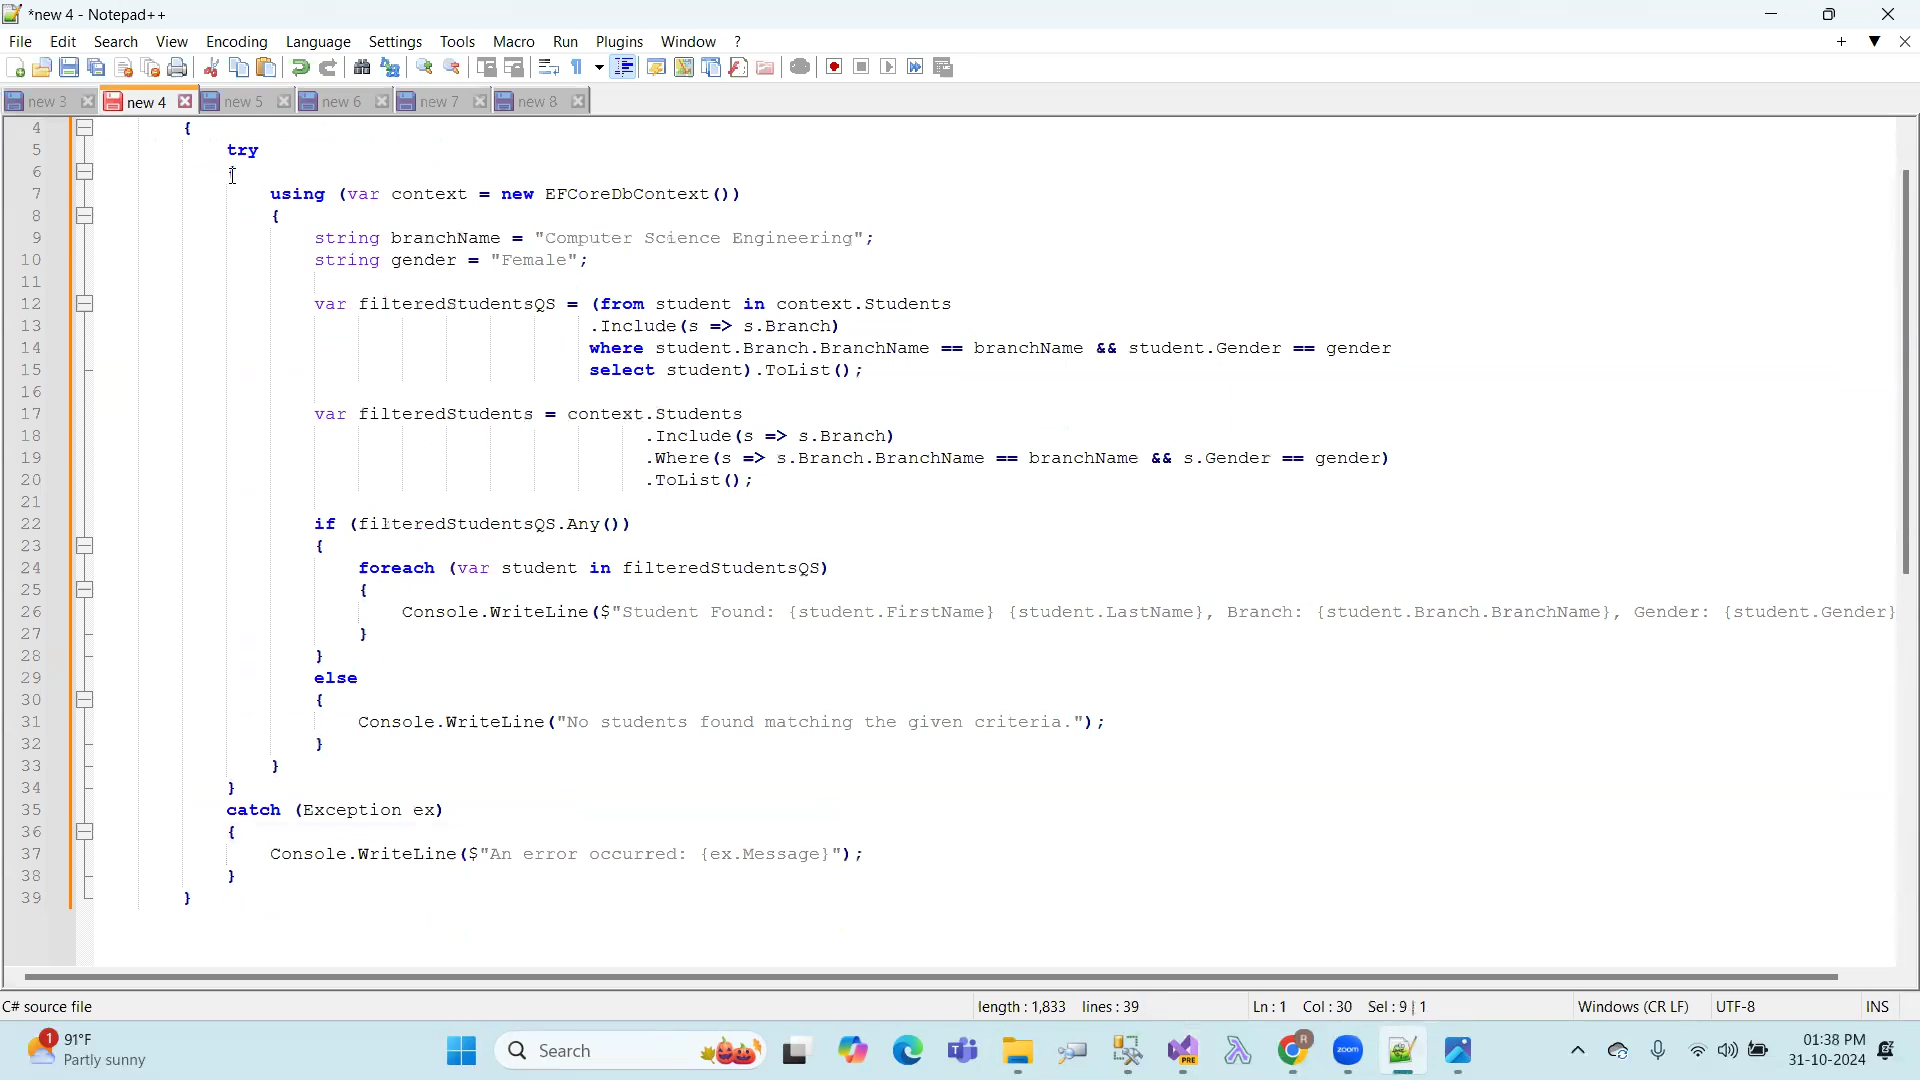 *new 4 - Notepad++
File Edit Search View Encoding Language Settings Tools Macro Run Plugins Window ?
new 3 new 4 new 5 new 6 new 7 new 8
4 {
5 try
6 {
7 using (var context = new EFCoreDbContext())
8 {
9 string branchName = "Computer Science Engineering";
10 string gender = "Female";
11
12 var filteredStudentsQS = (from student in context.Students
13 .Include(s => s.Branch)
14 where student.Branch.BranchName == branchName && student.Gender == gender
15 select student).ToList();
16
17 var filteredStudents = context.Students
18 .Include(s => s.Branch)
19 .Where(s => s.Branch.BranchName == branchName && s.Gender == gender)
20 .ToList();
21
22 if (filteredStudentsQS.Any())
23 {
24 foreach (var student in filteredStudentsQS)
25 {
26 Console.WriteLine($"Student Found: {student.FirstName} {student.LastName}, Branch: {student.Branch.BranchName}, Gender: {student.Gender}
27 }
28 }
29 else
30 {
31 Console.WriteLine("No students found matching the given criteria.");
32 }
33 }
34 }
35 catch (Exception ex)
36 {
37 Console.WriteLine($"An error occurred: {ex.Message}");
38 }
39 }
C# source file length : 1,833 lines : 39 Ln : 1 Col : 30 Sel : 9 | 1 Windows (CR LF) UTF-8 INS
1 91°F
Partly sunny
Search
PRE
R
zoom
01:38 PM
31-10-2024